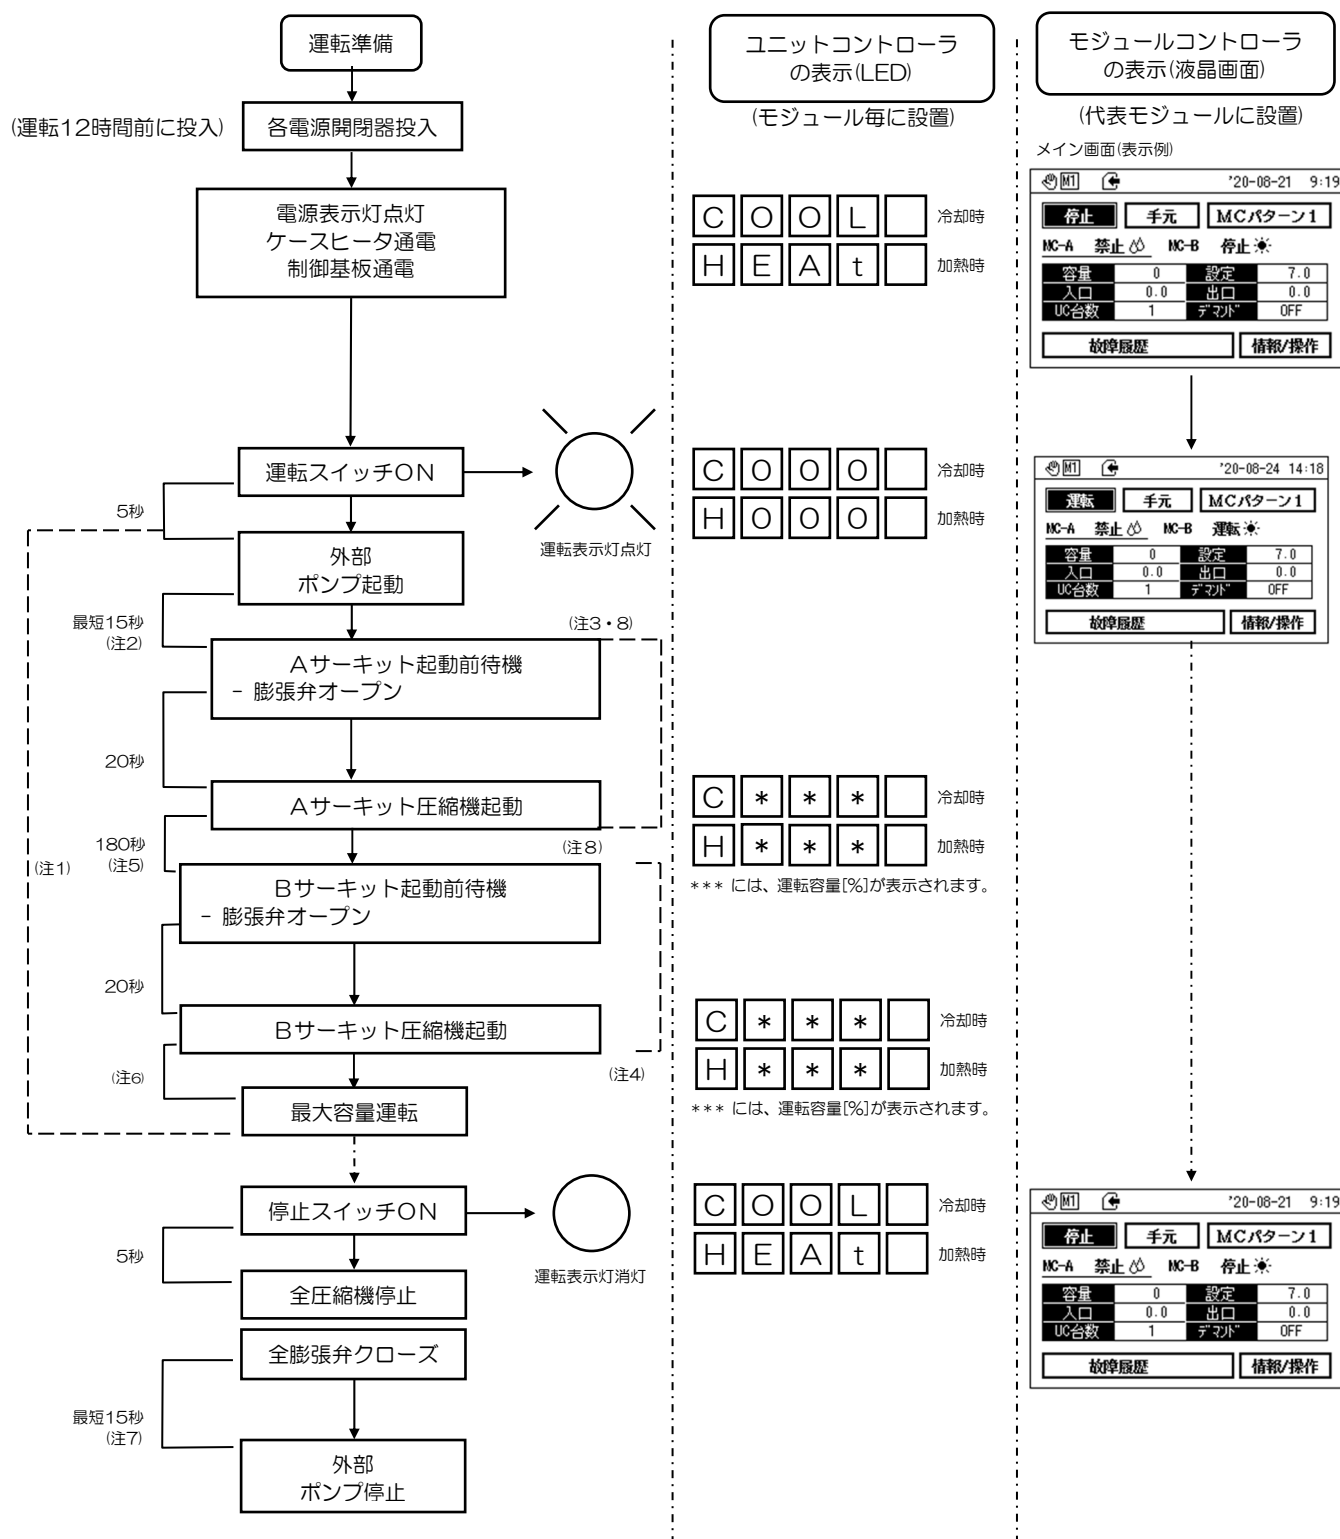 運転準備
(運転12時間前に投入)
各電源開閉器投入
電源表示灯点灯
ケースヒータ通電
制御基板通電
運転スイッチON
運転表示灯点灯
5秒
外部
ポンプ起動
最短15秒
(注2)
(注3・8)
Aサーキット起動前待機
- 膨張弁オープン
20秒
Aサーキット圧縮機起動
180秒
(注5)
(注8)
(注1)
Bサーキット起動前待機
- 膨張弁オープン
20秒
Bサーキット圧縮機起動
(注6)
(注4)
最大容量運転
停止スイッチON
運転表示灯消灯
5秒
全圧縮機停止
全膨張弁クローズ
最短15秒
(注7)
外部
ポンプ停止
ユニットコントローラ
の表示(LED)
(モジュール毎に設置)
C O O L 冷却時
H E A t 加熱時
C 0 0 0 冷却時
H 0 0 0 加熱時
C * * * 冷却時
H * * * 加熱時
*** には、運転容量[%]が表示されます。
C * * * 冷却時
H * * * 加熱時
*** には、運転容量[%]が表示されます。
C O O L 冷却時
H E A t 加熱時
モジュールコントローラ
の表示(液晶画面)
(代表モジュールに設置)
メイン画面(表示例)
M1 '20-08-21 9:19
停止 手元 MCパターン1
MC-A 禁止 MC-B 停止
容量 0 設定 7.0
入口 0.0 出口 0.0
UC台数 1 デマンド OFF
故障履歴 情報/操作
M1 '20-08-24 14:18
運転 手元 MCパターン1
MC-A 禁止 MC-B 運転
容量 0 設定 7.0
入口 0.0 出口 0.0
UC台数 1 デマンド OFF
故障履歴 情報/操作
M1 '20-08-21 9:19
停止 手元 MCパターン1
MC-A 禁止 MC-B 停止
容量 0 設定 7.0
入口 0.0 出口 0.0
UC台数 1 デマンド OFF
故障履歴 情報/操作